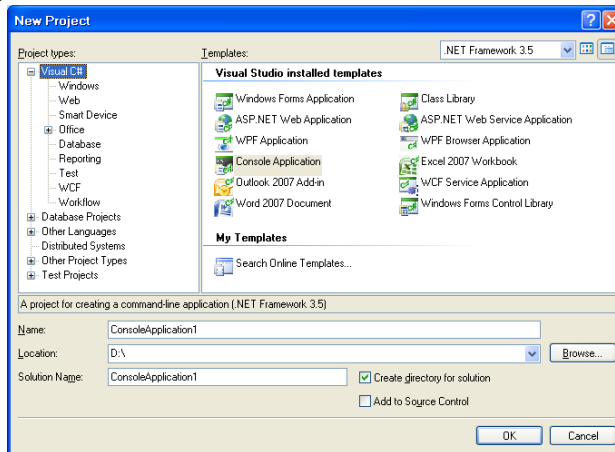 New Project
Project types:
Templates:
.NET Framework 3.5
Visual C#
Windows
Web
Smart Device
Office
Database
Reporting
Test
WCF
Workflow
Database Projects
Other Languages
Distributed Systems
Other Project Types
Test Projects
Visual Studio installed templates
Windows Forms Application
Class Library
ASP.NET Web Application
ASP.NET Web Service Application
WPF Application
WPF Browser Application
Console Application
Excel 2007 Workbook
Outlook 2007 Add-in
WCF Service Application
Word 2007 Document
Windows Forms Control Library
My Templates
Search Online Templates...
A project for creating a command-line application (.NET Framework 3.5)
Name:
ConsoleApplication1
Location:
D:\
Browse...
Solution Name:
ConsoleApplication1
Create directory for solution
Add to Source Control
OK
Cancel